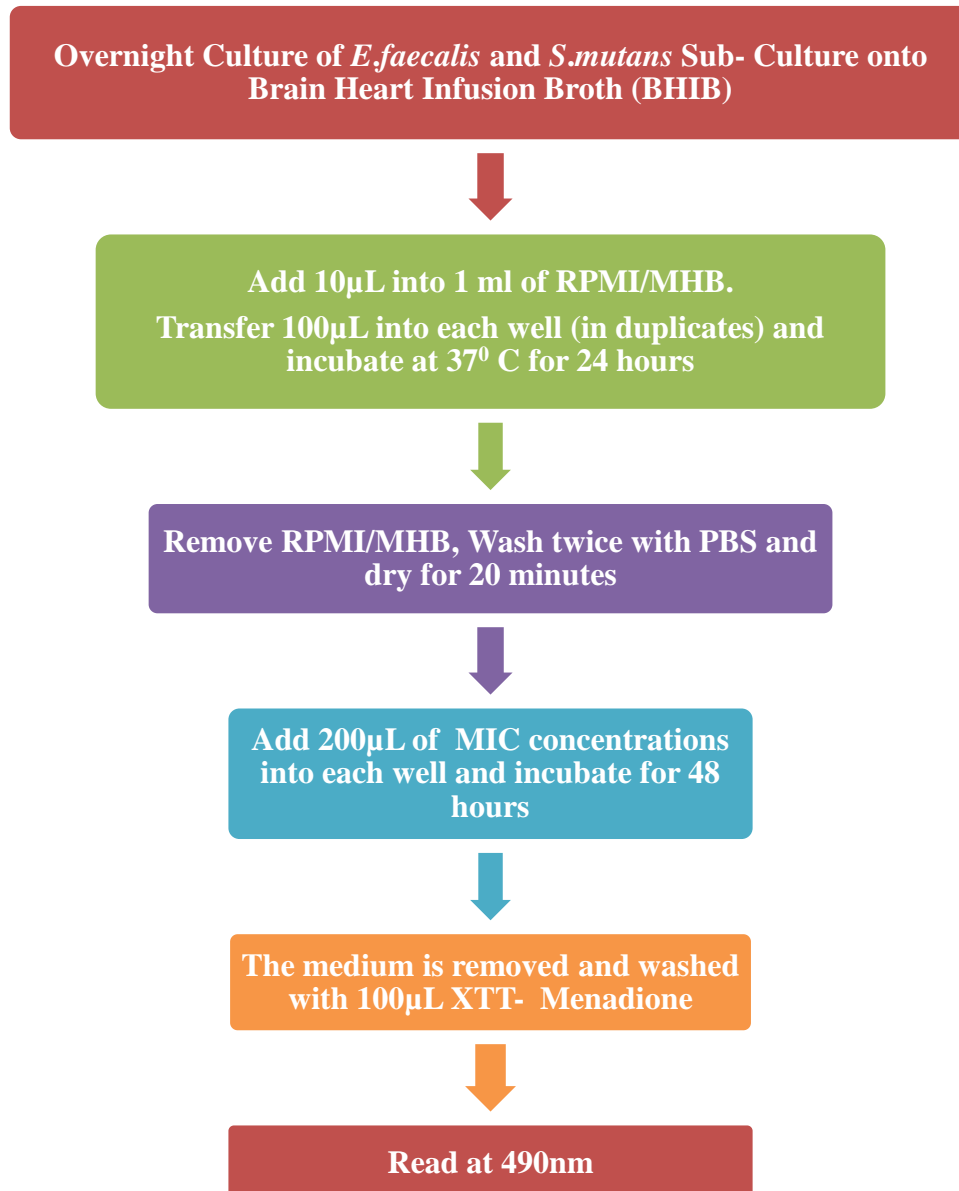 Overnight Culture of E.faecalis and S.mutans Sub- Culture onto
Brain Heart Infusion Broth (BHIB)
Add 10µL into 1 ml of RPMI/MHB.
Transfer 100µL into each well (in duplicates) and
incubate at 37⁰ C for 24 hours
Remove RPMI/MHB, Wash twice with PBS and
dry for 20 minutes
Add 200µL of  MIC concentrations
into each well and incubate for 48
hours
The medium is removed and washed
with 100µL XTT-  Menadione
Read at 490nm